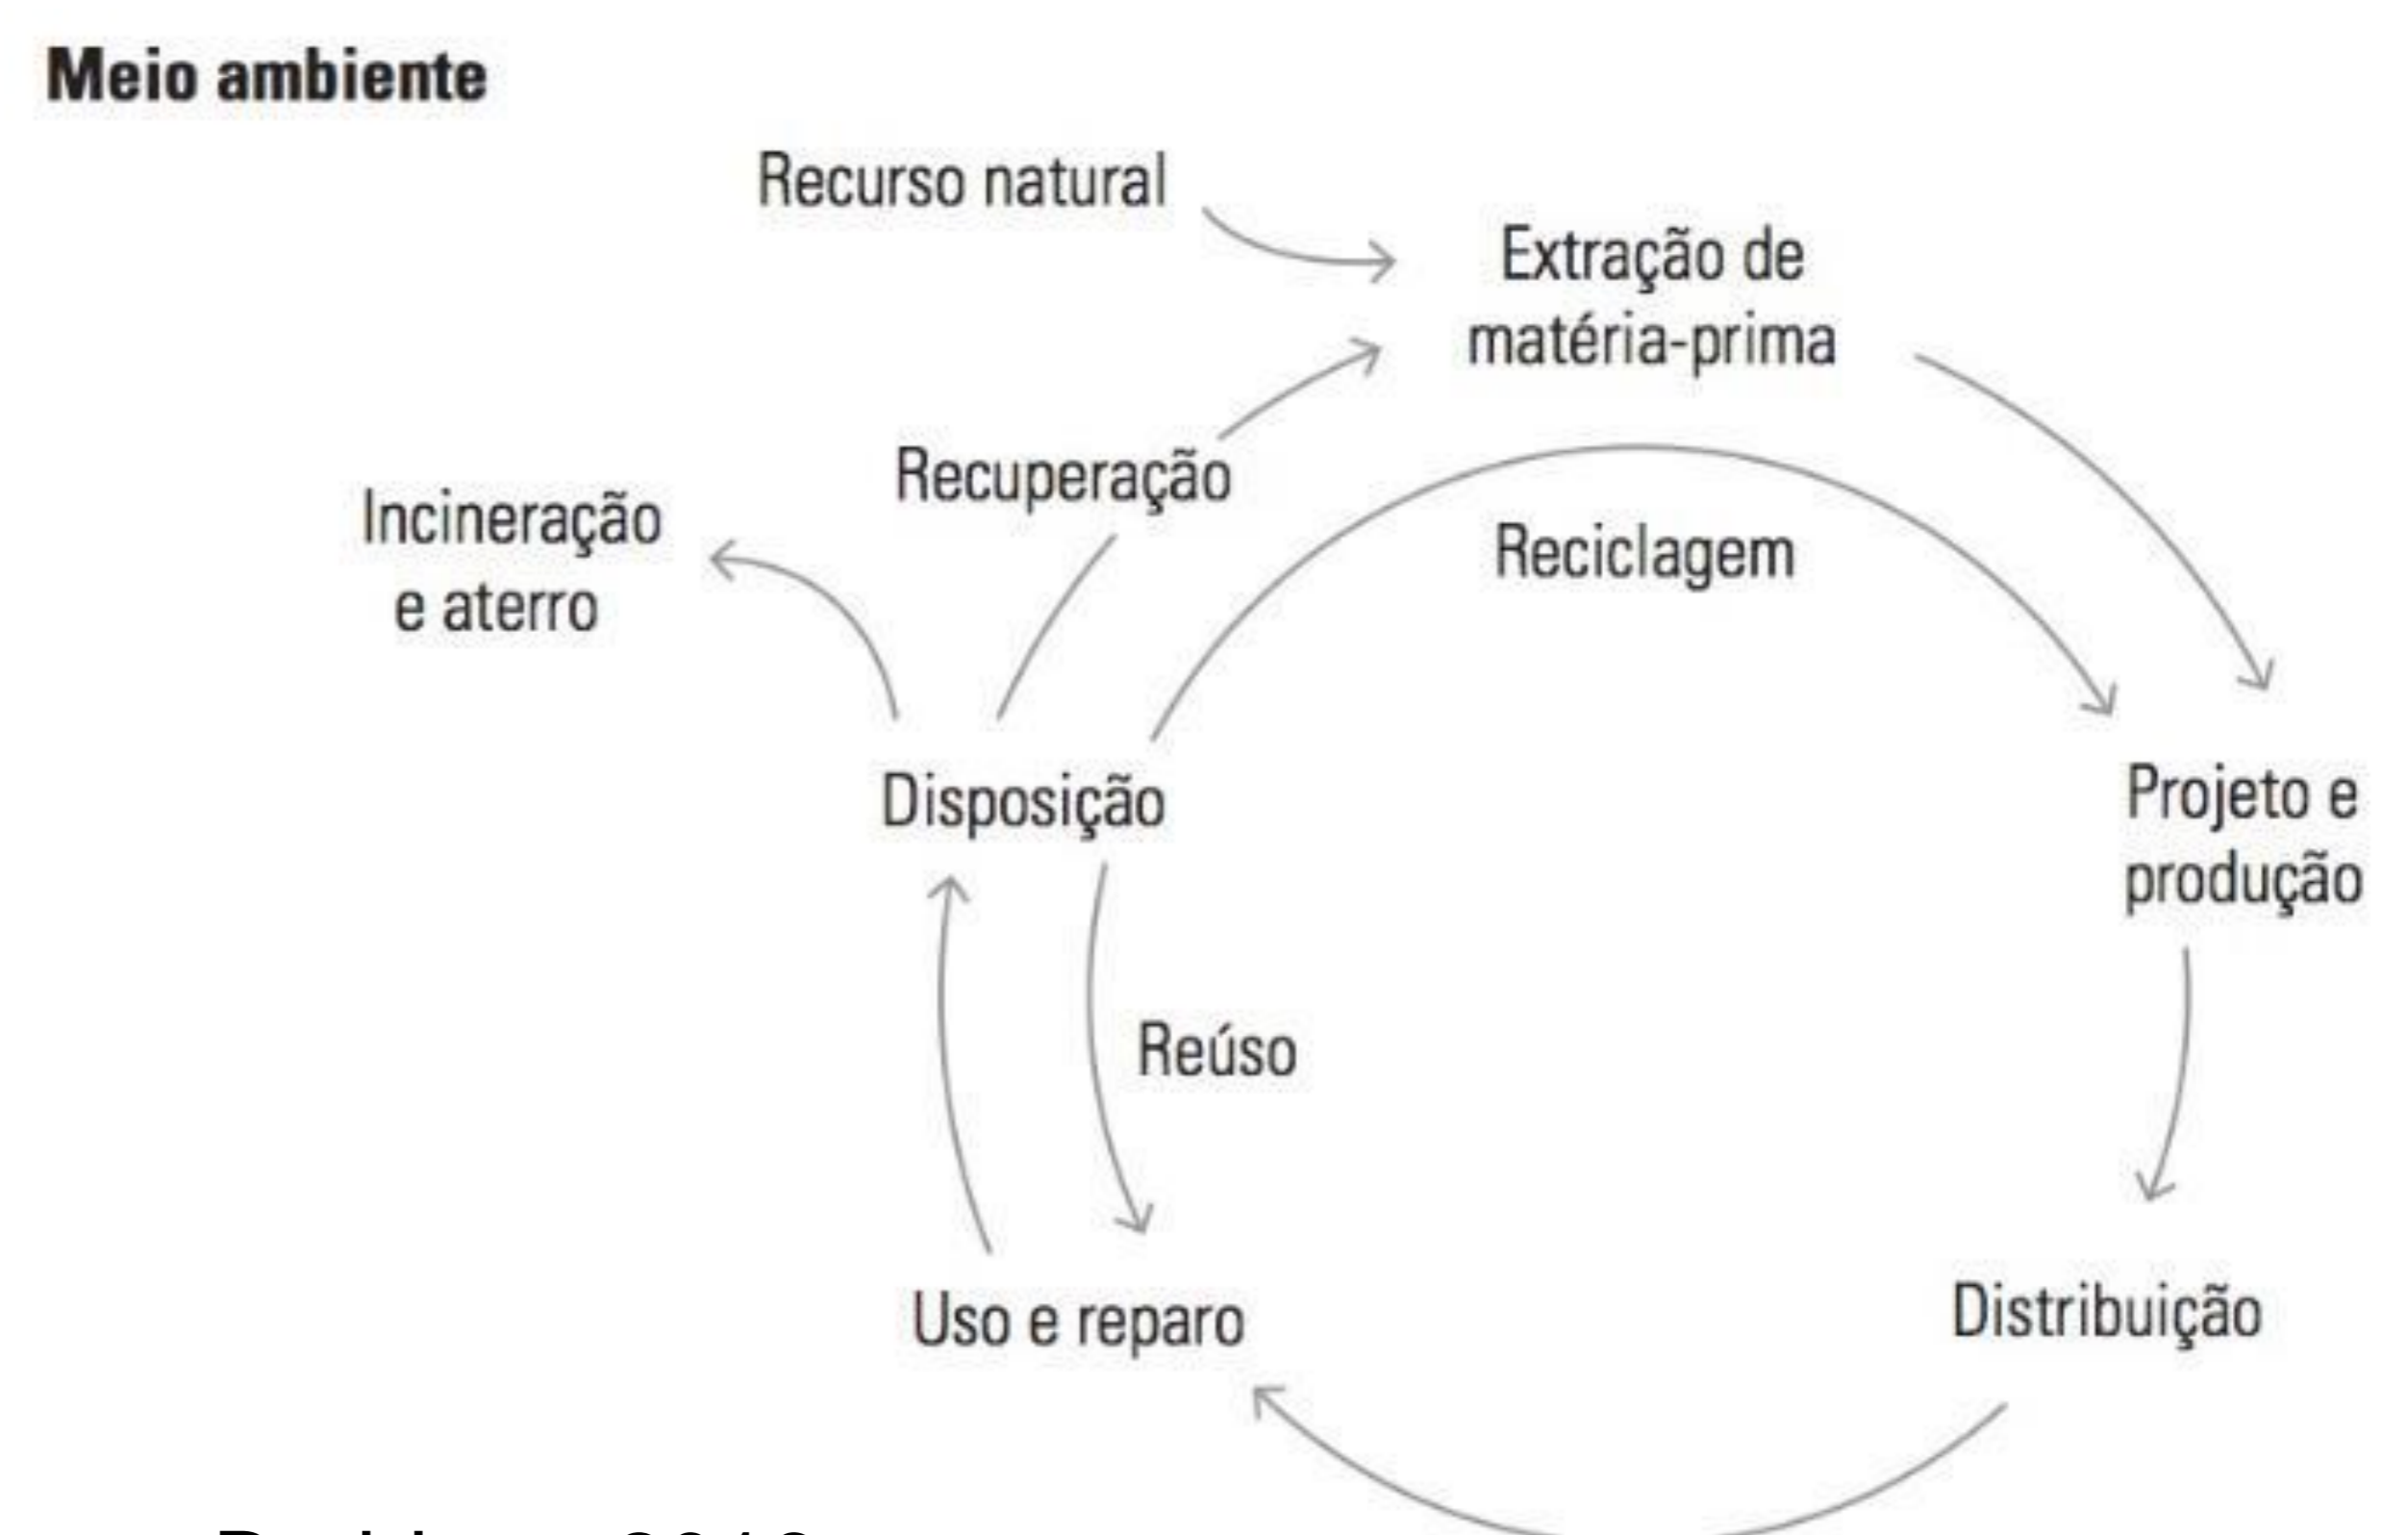 Meio ambiente
Recurso natural
Extração de
matéria-prima
Recuperação
Incineração
e aterro
Reciclagem
Disposição
Projeto e
produção
Reúso
Uso e reparo
Distribuição